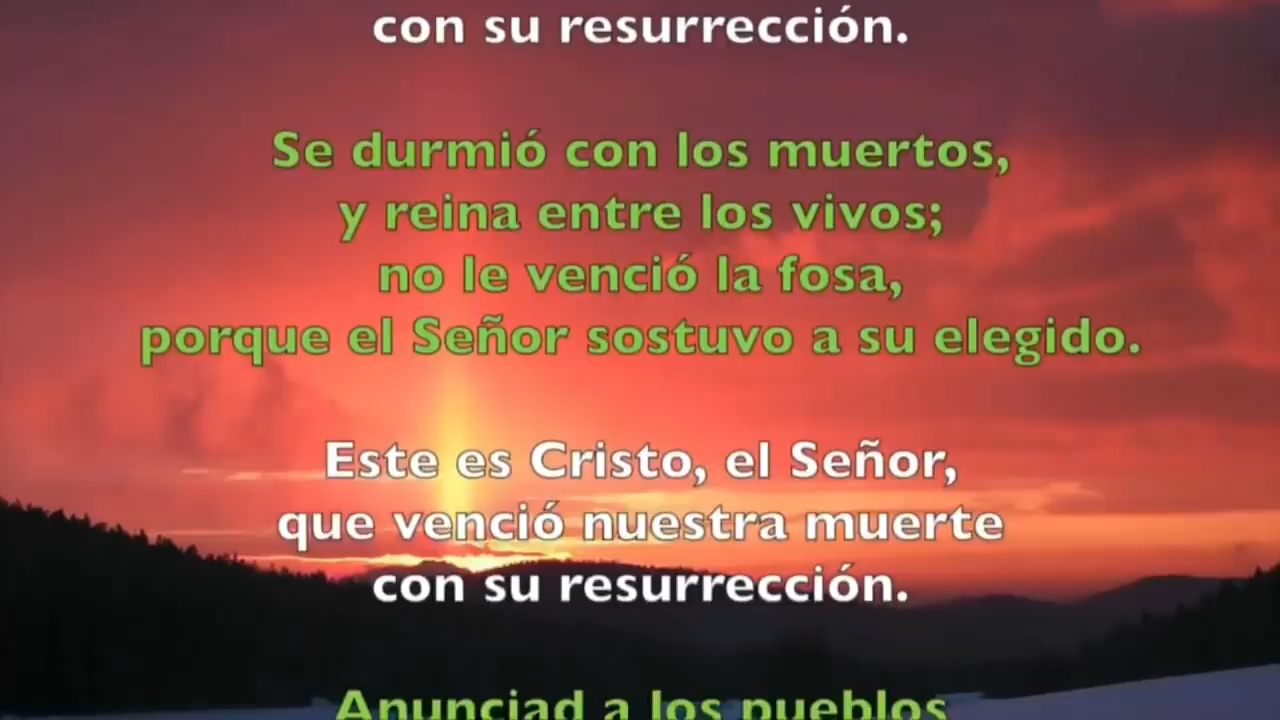 con su resurrección.
Se durmió con los muertos,
y reina entre los vivos;
no le venció la fosa,
porque el Señor sostuvo a su elegido.
Este es Cristo, el Señor,
que venció nuestra muerte
con su resurrección.
Anunciad a los pueblos